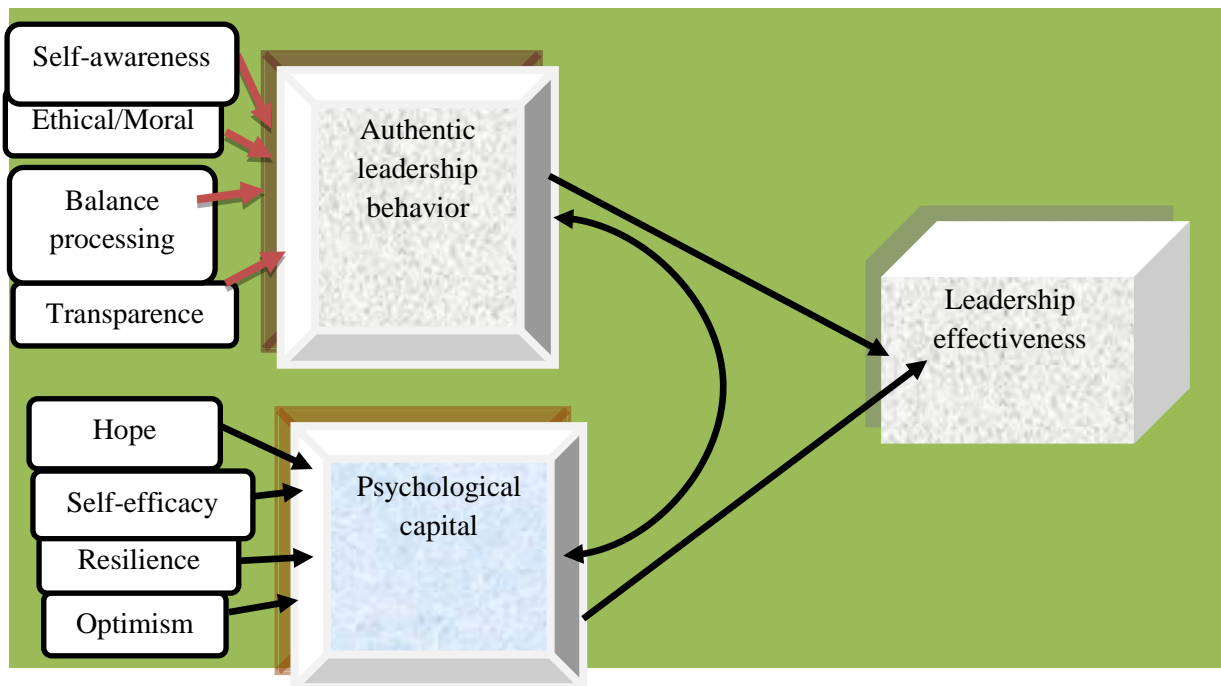 Self-awareness
Ethical/Moral
Balance
processing
Transparence
Authentic
leadership
behavior
Hope
Self-efficacy
Resilience
Optimism
Psychological
capital
Leadership
effectiveness